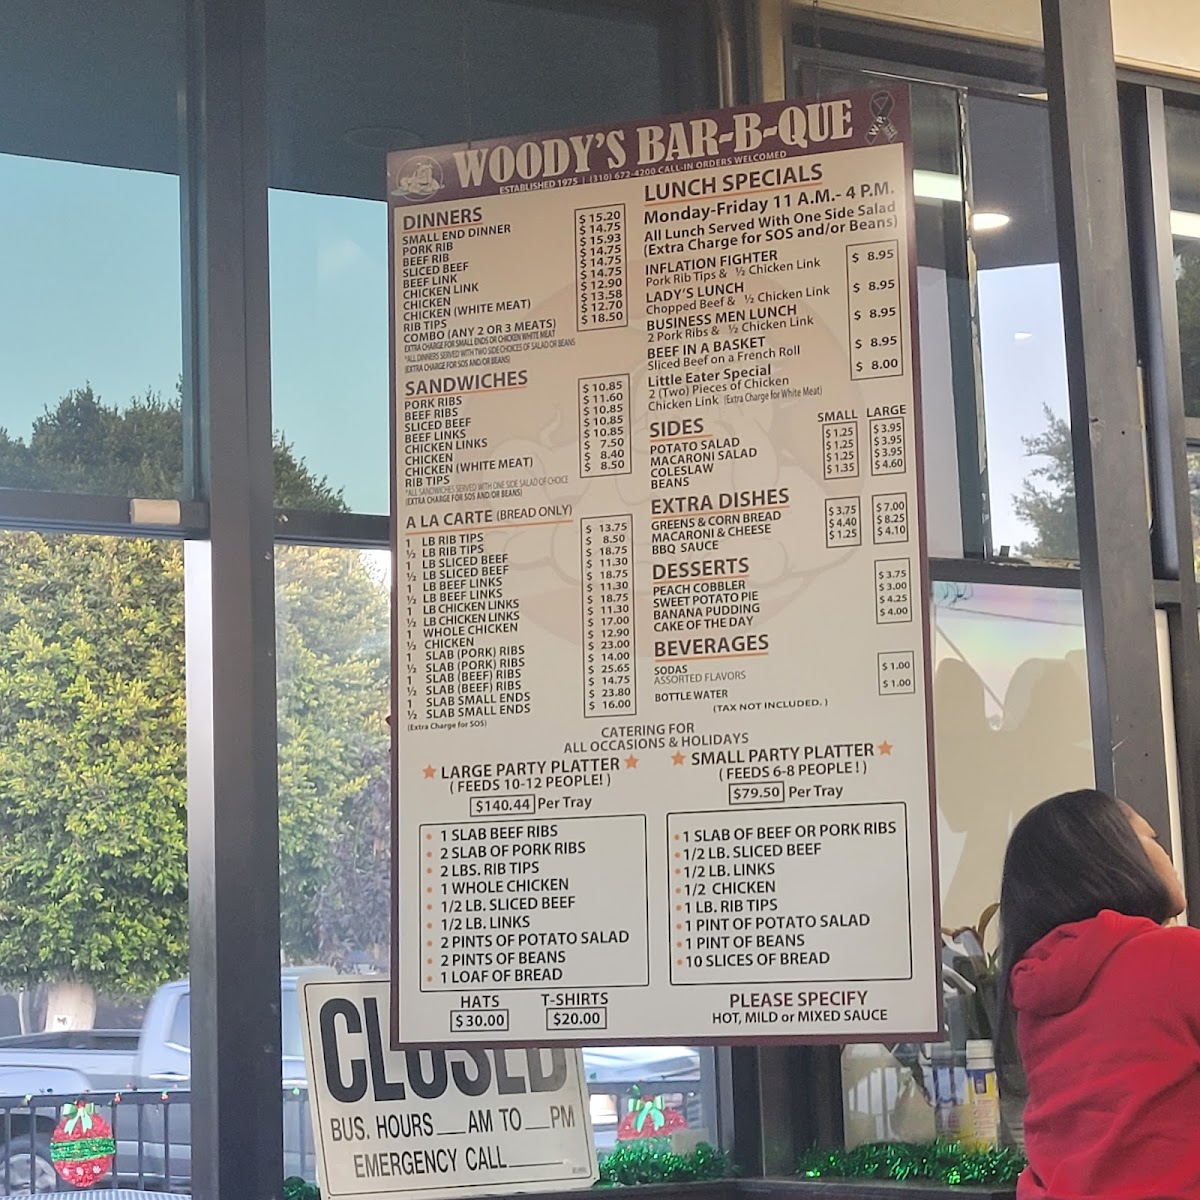 WOODY'S BAR-B-QUE
ESTABLISHED 1975 | (310) 672-4200 CALL-IN ORDERS WELCOMED
DINNERS
SMALL END DINNER $ 15.20
PORK RIB $ 14.75
BEEF RIB $ 15.93
SLICED BEEF $ 14.75
BEEF LINK $ 14.75
CHICKEN LINK $ 14.75
CHICKEN $ 12.90
CHICKEN (WHITE MEAT) $ 13.58
RIB TIPS $ 12.70
COMBO (ANY 2 OR 3 MEATS) $ 18.50
EXTRA CHARGE FOR SMALL ENDS OR CHICKEN WHITE MEAT
*ALL DINNERS SERVED WITH TWO SIDE CHOICES OF SALAD OR BEANS
(EXTRA CHARGE FOR SOS AND/OR BEANS)
SANDWICHES
PORK RIBS $ 10.85
BEEF RIBS $ 11.60
SLICED BEEF $ 10.85
BEEF LINKS $ 10.85
CHICKEN LINKS $ 10.85
CHICKEN $ 7.50
CHICKEN (WHITE MEAT) $ 8.40
RIB TIPS $ 8.50
*ALL SANDWICHES SERVED WITH ONE SIDE SALAD OF CHOICE
(EXTRA CHARGE FOR SOS AND/OR BEANS)
A LA CARTE (BREAD ONLY)
1 LB RIB TIPS $ 13.75
½ LB RIB TIPS $ 8.50
1 LB SLICED BEEF $ 18.75
½ LB SLICED BEEF $ 11.30
1 LB BEEF LINKS $ 18.75
½ LB BEEF LINKS $ 11.30
1 LB CHICKEN LINKS $ 18.75
½ LB CHICKEN LINKS $ 11.30
1 WHOLE CHICKEN $ 17.00
½ CHICKEN $ 12.90
1 SLAB (PORK) RIBS $ 23.00
½ SLAB (PORK) RIBS $ 14.00
1 SLAB (BEEF) RIBS $ 25.65
½ SLAB (BEEF) RIBS $ 14.75
1 SLAB SMALL ENDS $ 23.80
½ SLAB SMALL ENDS $ 16.00
(Extra Charge for SOS)
LUNCH SPECIALS
Monday-Friday 11 A.M.- 4 P.M.
All Lunch Served With One Side Salad
(Extra Charge for SOS and/or Beans)
INFLATION FIGHTER $ 8.95
Pork Rib Tips & ½ Chicken Link
LADY'S LUNCH $ 8.95
Chopped Beef & ½ Chicken Link
BUSINESS MEN LUNCH $ 8.95
2 Pork Ribs & ½ Chicken Link
BEEF IN A BASKET $ 8.95
Sliced Beef on a French Roll
Little Eater Special $ 8.00
2 (Two) Pieces of Chicken
Chicken Link (Extra Charge for White Meat)
SIDES SMALL LARGE
POTATO SALAD $ 1.25 $ 3.95
MACARONI SALAD $ 1.25 $ 3.95
COLESLAW $ 1.25 $ 3.95
BEANS $ 1.35 $ 4.60
EXTRA DISHES
GREENS & CORN BREAD $ 3.75 $ 7.00
MACARONI & CHEESE $ 4.40 $ 8.25
BBQ SAUCE $ 1.25 $ 4.10
DESSERTS
PEACH COBBLER $ 3.75
SWEET POTATO PIE $ 3.00
BANANA PUDDING $ 4.25
CAKE OF THE DAY $ 4.00
BEVERAGES
SODAS $ 1.00
ASSORTED FLAVORS
BOTTLE WATER $ 1.00
(TAX NOT INCLUDED.)
CATERING FOR
ALL OCCASIONS & HOLIDAYS
LARGE PARTY PLATTER
(FEEDS 10-12 PEOPLE!)
$140.44 Per Tray
• 1 SLAB BEEF RIBS
• 2 SLAB OF PORK RIBS
• 2 LBS. RIB TIPS
• 1 WHOLE CHICKEN
• 1/2 LB. SLICED BEEF
• 1/2 LB. LINKS
• 2 PINTS OF POTATO SALAD
• 2 PINTS OF BEANS
• 1 LOAF OF BREAD
SMALL PARTY PLATTER
(FEEDS 6-8 PEOPLE!)
$79.50 Per Tray
• 1 SLAB OF BEEF OR PORK RIBS
• 1/2 LB. SLICED BEEF
• 1/2 LB. LINKS
• 1/2 CHICKEN
• 1 LB. RIB TIPS
• 1 PINT OF POTATO SALAD
• 1 PINT OF BEANS
• 10 SLICES OF BREAD
HATS T-SHIRTS
$30.00 $20.00
PLEASE SPECIFY
HOT, MILD or MIXED SAUCE
CLOSED
BUS. HOURS ___ AM TO ___ PM
EMERGENCY CALL______